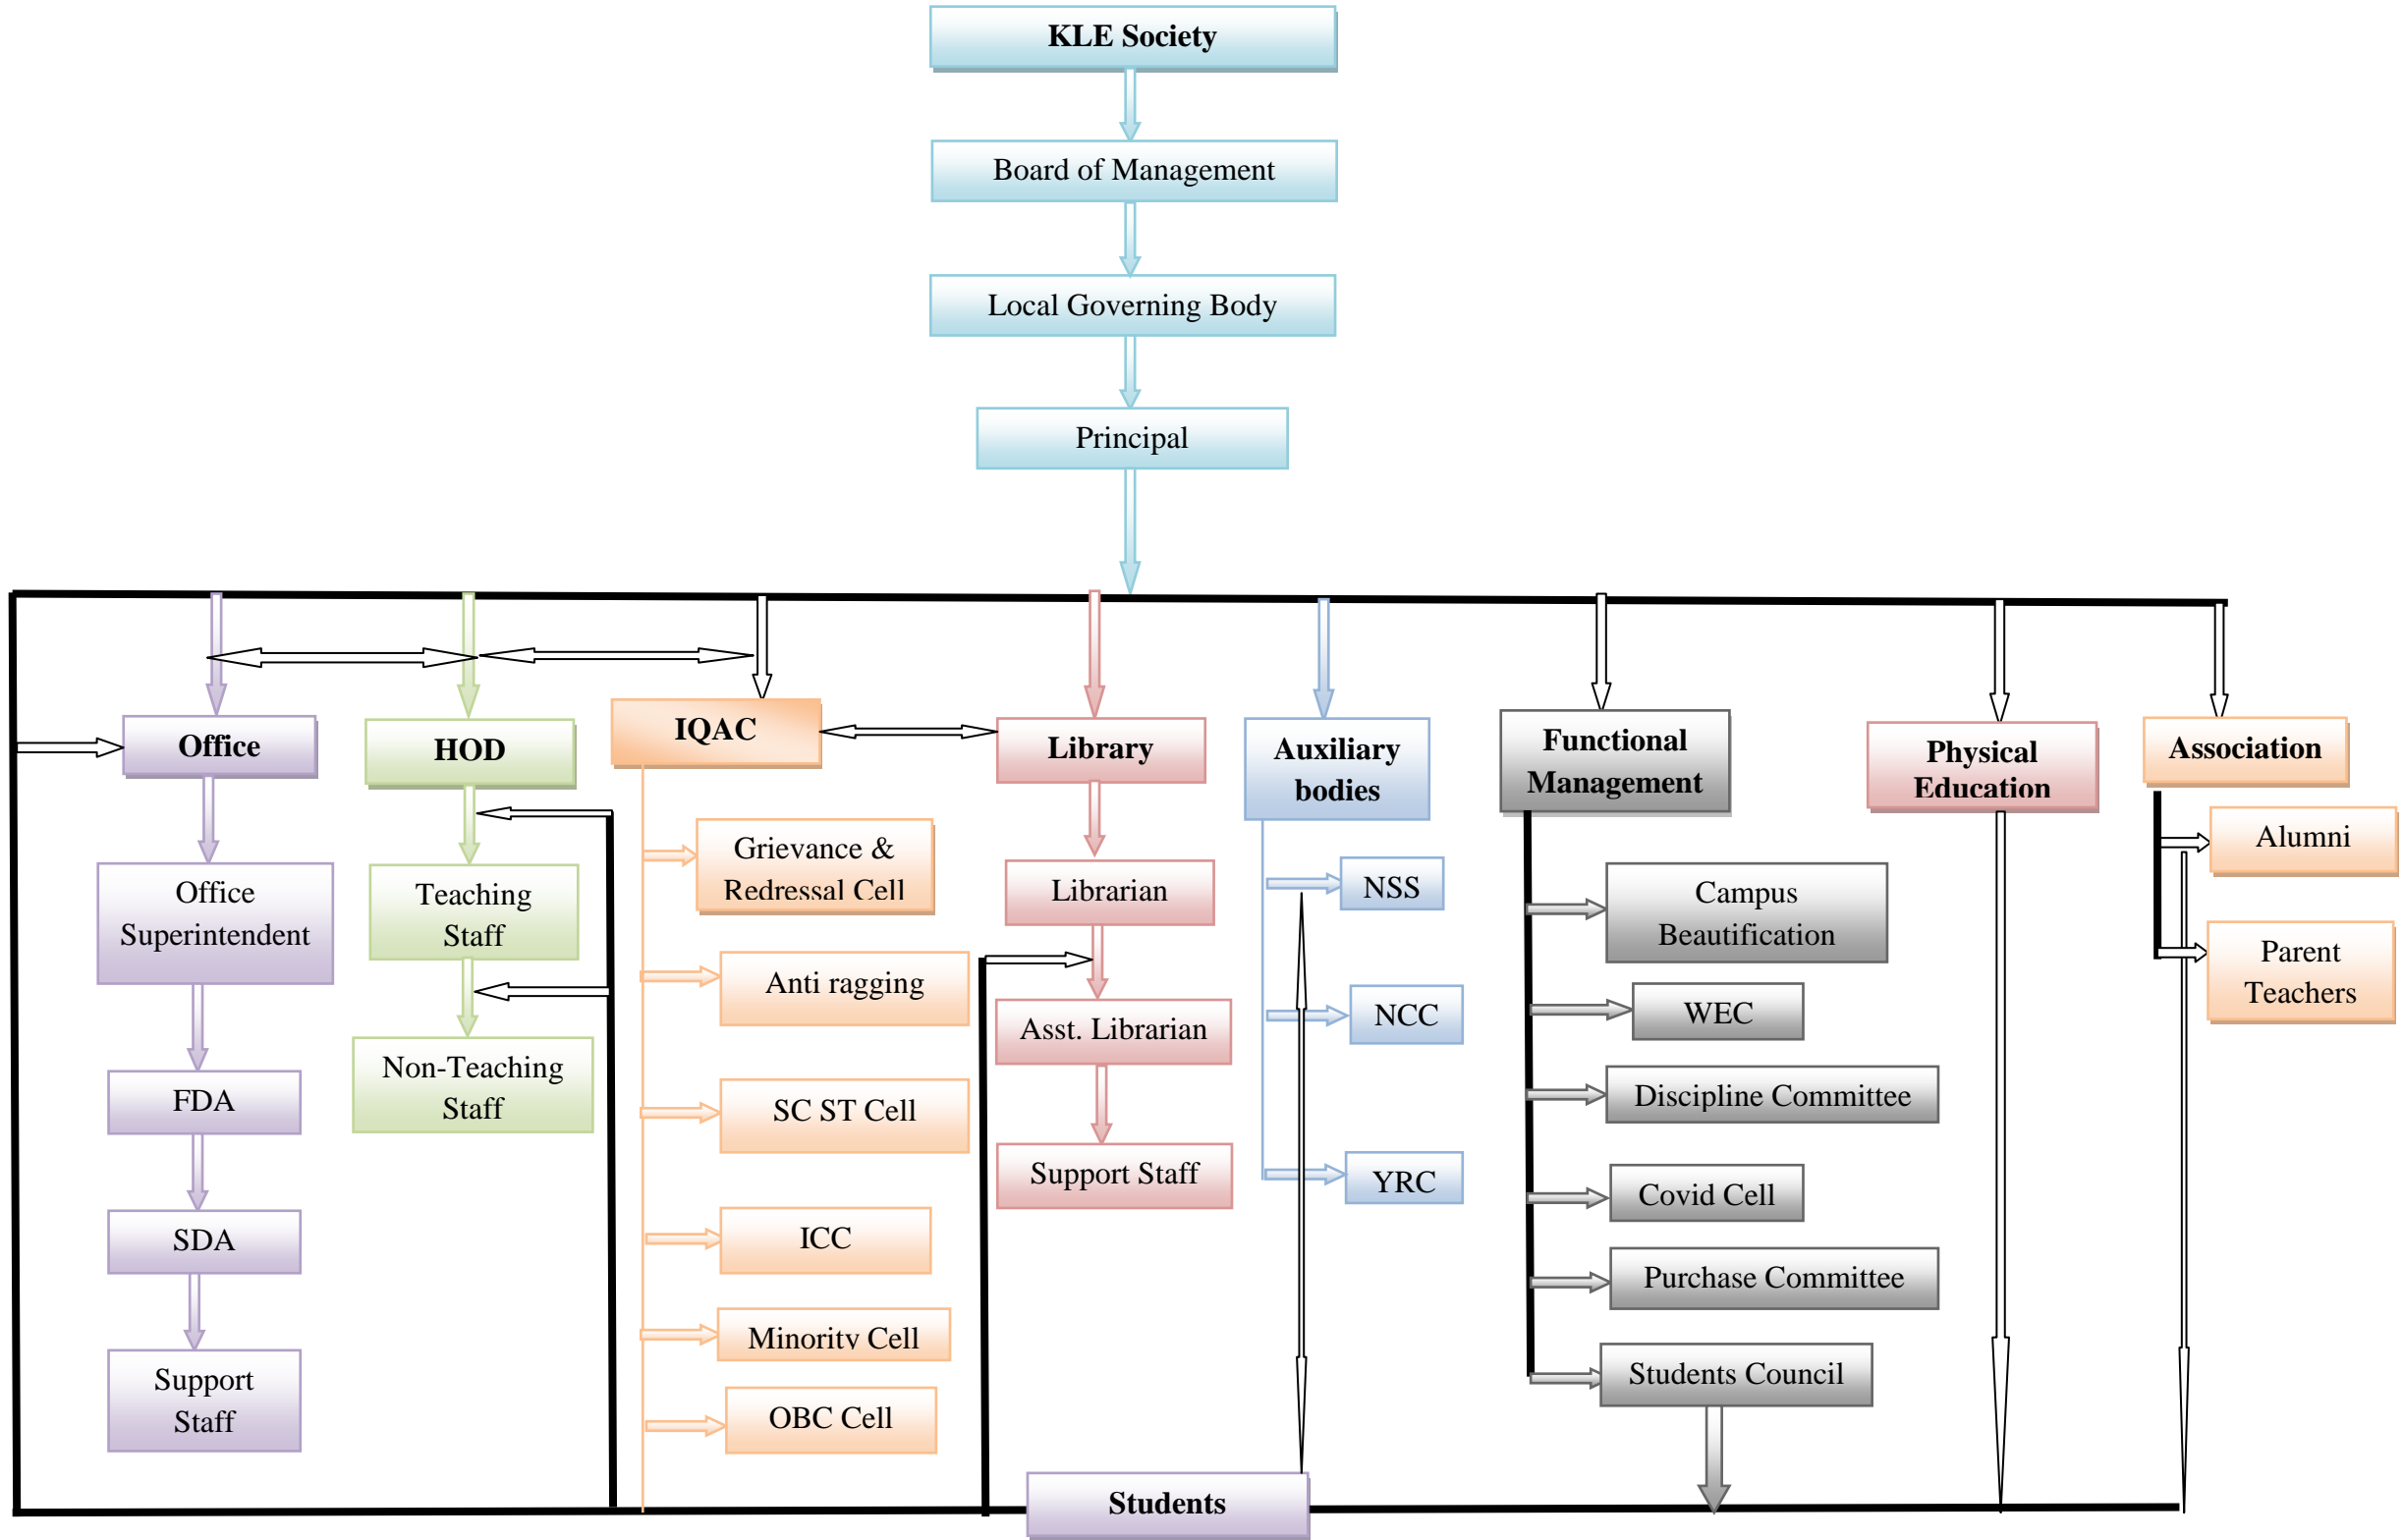 KLE Society
Board of Management
Local Governing Body
Principal
Office
HOD
IQAC
Library
Auxiliary
bodies
Functional
Management
Physical
Education
Association
Office
Superintendent
FDA
SDA
Support
Staff
Teaching
Staff
Non-Teaching
Staff
Grievance &
Redressal Cell
Anti ragging
SC ST Cell
ICC
Minority Cell
OBC Cell
Librarian
Asst. Librarian
Support Staff
NSS
NCC
YRC
Campus
Beautification
WEC
Discipline Committee
Covid Cell
Purchase Committee
Students Council
Alumni
Parent
Teachers
Students